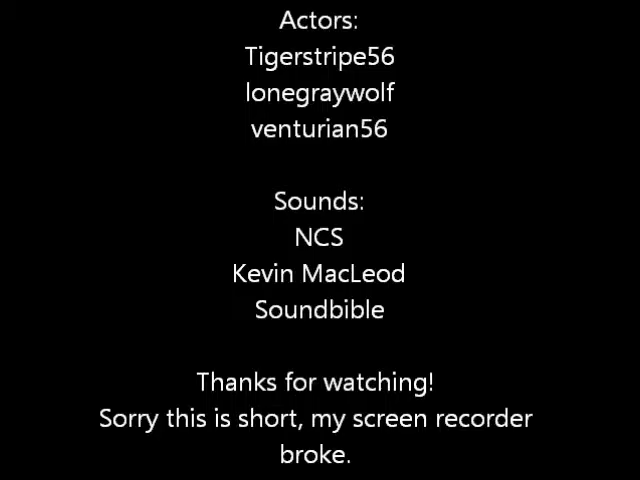 Actors:
Tigerstripe56
lonegraywolf
venturian56
Sounds:
NCS
Kevin MacLeod
Soundbible
Thanks for watching!
Sorry this is short, my screen recorder
broke.